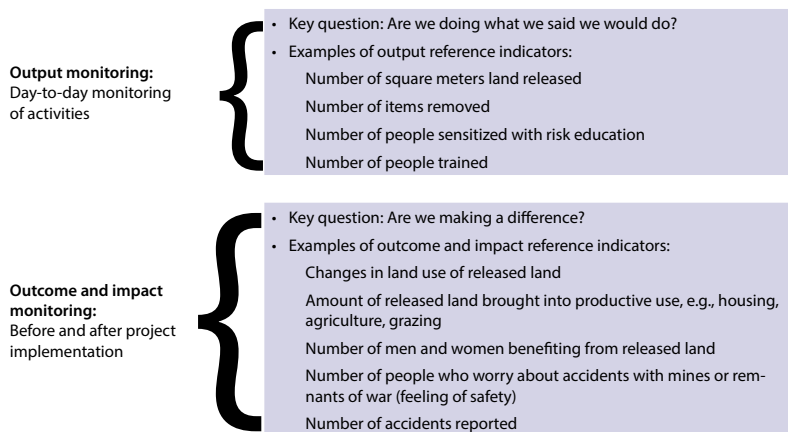 Output monitoring:
Day-to-day monitoring
of activities
• Key question: Are we doing what we said we would do?
• Examples of output reference indicators:
Number of square meters land released
Number of items removed
Number of people sensitized with risk education
Number of people trained
Outcome and impact
monitoring:
Before and after project
implementation
• Key question: Are we making a difference?
• Examples of outcome and impact reference indicators:
Changes in land use of released land
Amount of released land brought into productive use, e.g., housing,
agriculture, grazing
Number of men and women benefiting from released land
Number of people who worry about accidents with mines or rem-
nants of war (feeling of safety)
Number of accidents reported